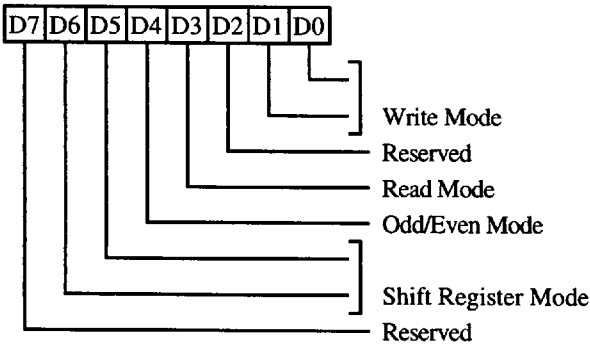 D7 D6 D5 D4 D3 D2 D1 D0
Write Mode
Reserved
Read Mode
Odd/Even Mode
Shift Register Mode
Reserved